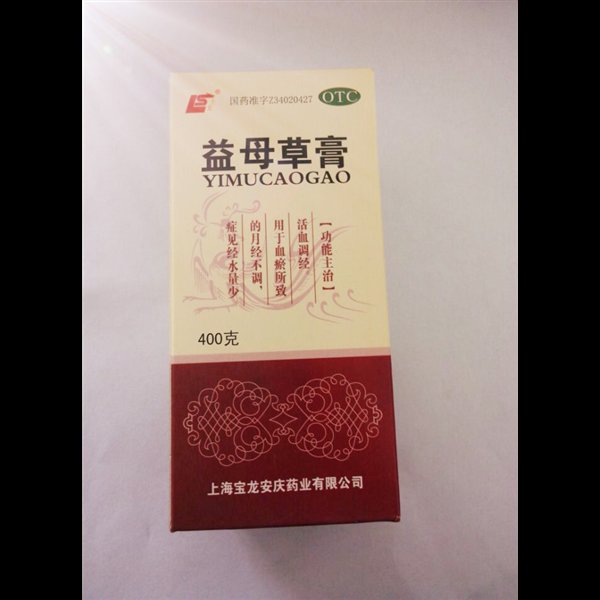 国药准字Z34020427
OTC
益母草膏
YIMUCAOGAO
【功能主治】
活血调经
用于血瘀所致
的月经不调，
症见经水量少
400克
上海宝龙安庆药业有限公司